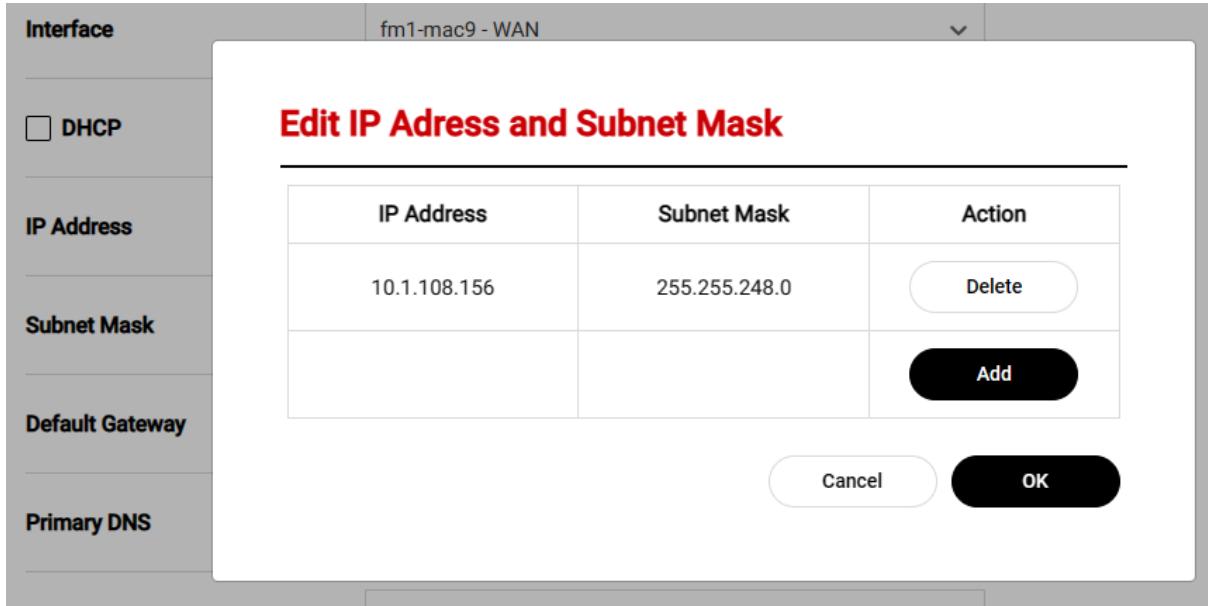 Interface
fm1-mac9 - WAN
DHCP
IP Address
Subnet Mask
Default Gateway
Primary DNS
Edit IP Adress and Subnet Mask
IP Address Subnet Mask Action
10.1.108.156 255.255.248.0 Delete
Add
Cancel OK